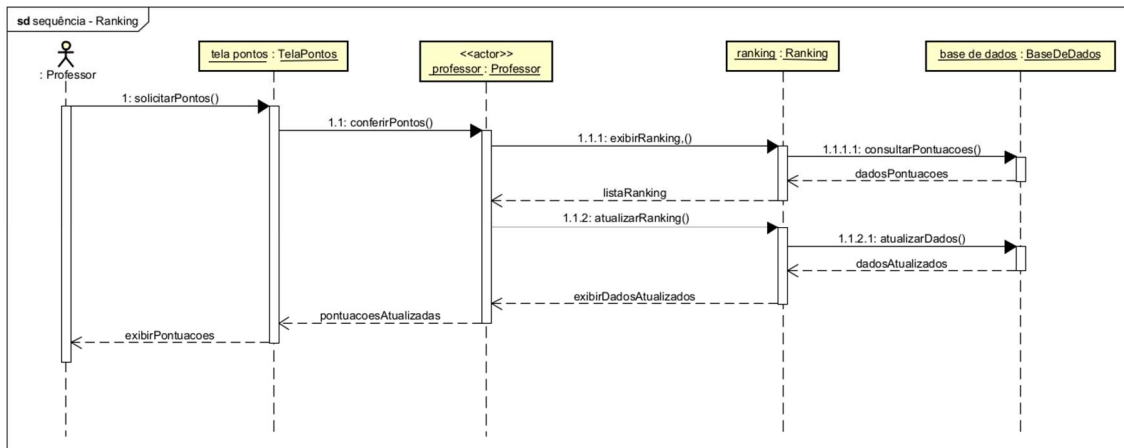 sd sequência - Ranking
: Professor
tela pontos : TelaPontos
<<actor>>
professor : Professor
ranking : Ranking
base de dados : BaseDeDados
1: solicitarPontos()
1.1: conferirPontos()
1.1.1: exibirRanking,()
1.1.1.1: consultarPontuacoes()
dadosPontuacoes
listaRanking
1.1.2: atualizarRanking()
1.1.2.1: atualizarDados()
dadosAtualizados
exibirDadosAtualizados
pontuacoesAtualizadas
exibirPontuacoes